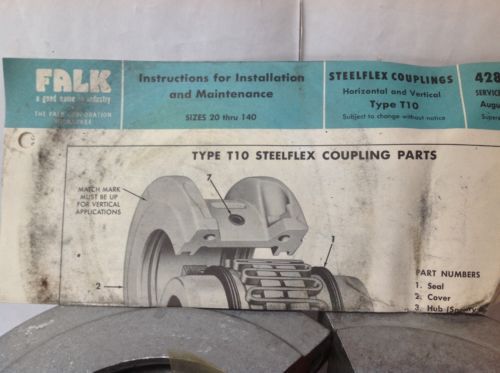 FALK
a good name in industry
THE FALK CORPORATION
Instructions for Installation
and Maintenance
SIZES 20 thru 140
STEELFLEX COUPLINGS
Horizontal and Vertical
Type T10
Subject to change without notice
428
SERVICE
Augu
Supers
TYPE T10 STEELFLEX COUPLING PARTS
MATCH MARK
MUST BE UP
FOR VERTICAL
APPLICATIONS
7
1
2
PART NUMBERS
1. Seal
2. Cover
3. Hub